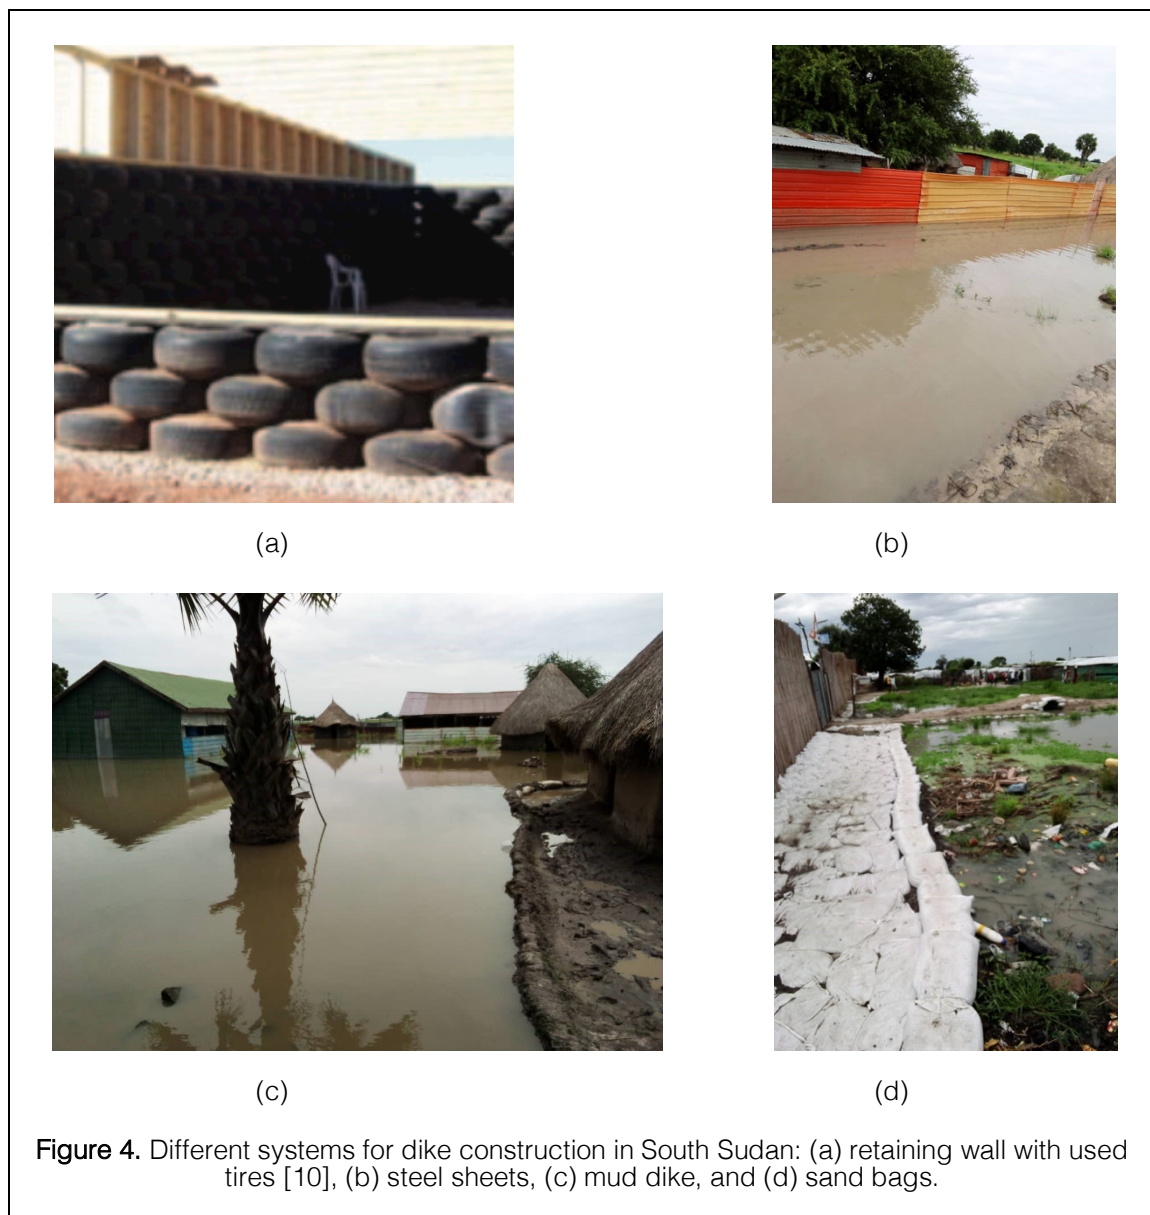 (a)
(b)
(c)
(d)
Figure 4. Different systems for dike construction in South Sudan: (a) retaining wall with used
tires [10], (b) steel sheets, (c) mud dike, and (d) sand bags.